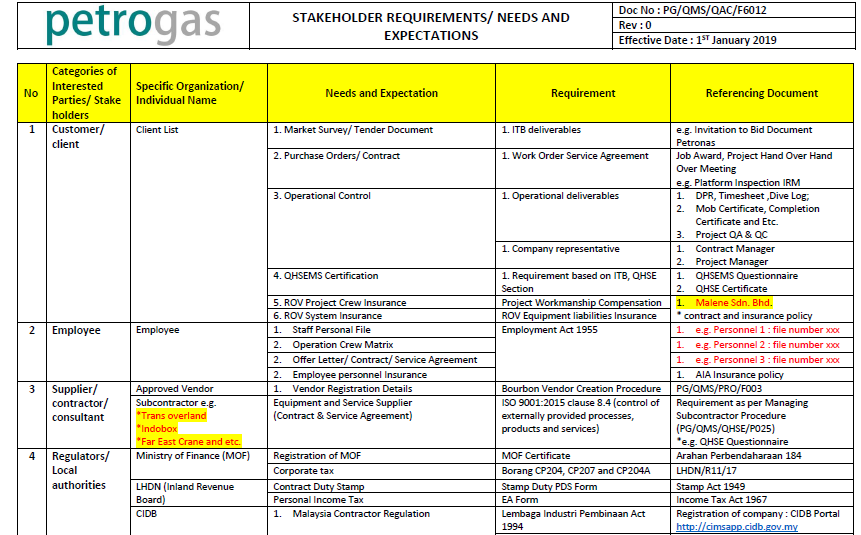 petrogas
STAKEHOLDER REQUIREMENTS/ NEEDS AND
EXPECTATIONS
Doc No : PG/QMS/QAC/F6012
Rev : 0
Effective Date : 1ST January 2019
No
Categories of
Interested
Parties/ Stake
holders
Specific Organization/
Individual Name
Needs and Expectation
Requirement
Referencing Document
1
Customer/
client
Client List
1. Market Survey/ Tender Document
1. ITB deliverables
e.g. Invitation to Bid Document
Petronas
2. Purchase Orders/ Contract
1. Work Order Service Agreement
Job Award, Project Hand Over Hand
Over Meeting
e.g. Platform Inspection IRM
3. Operational Control
1. Operational deliverables
1. DPR, Timesheet ,Dive Log;
2. Mob Certificate, Completion
Certificate and Etc.
3. Project QA & QC
1. Company representative
1. Contract Manager
2. Project Manager
4. QHSEMS Certification
1. Requirement based on ITB, QHSE
Section
1. QHSEMS Questionnaire
2. QHSE Certificate
5. ROV Project Crew Insurance
Project Workmanship Compensation
1. Malene Sdn. Bhd.
6. ROV System Insurance
ROV Equipment liabilities Insurance
* contract and insurance policy
2
Employee
Employee
1. Staff Personal File
Employment Act 1955
1. e.g. Personnel 1 : file number xxx
2. Operation Crew Matrix
1. e.g. Personnel 2 : file number xxx
2. Offer Letter/ Contract/ Service Agreement
1. e.g. Personnel 3 : file number xxx
2. Employee personnel Insurance
1. AIA Insurance policy
3
Supplier/
contractor/
consultant
Approved Vendor
1. Vendor Registration Details
Bourbon Vendor Creation Procedure
PG/QMS/PRO/F003
Subcontractor e.g.
*Trans overland
*Indobox
*Far East Crane and etc.
Equipment and Service Supplier
(Contract & Service Agreement)
ISO 9001:2015 clause 8.4 (control of
externally provided processes,
products and services)
Requirement as per Managing
Subcontractor Procedure
(PG/QMS/QHSE/P025)
*e.g. QHSE Questionnaire
4
Regulators/
Local
authorities
Ministry of Finance (MOF)
Registration of MOF
MOF Certificate
Arahan Perbendaharaan 184
Corporate tax
Borang CP204, CP207 and CP204A
LHDN/R11/17
LHDN (Inland Revenue
Board)
Contract Duty Stamp
Stamp Duty PDS Form
Stamp Act 1949
Personal Income Tax
EA Form
Income Tax Act 1967
CIDB
1. Malaysia Contractor Regulation
Lembaga Industri Pembinaan Act
1994
Registration of company : CIDB Portal
http://cimsapp.cidb.gov.my